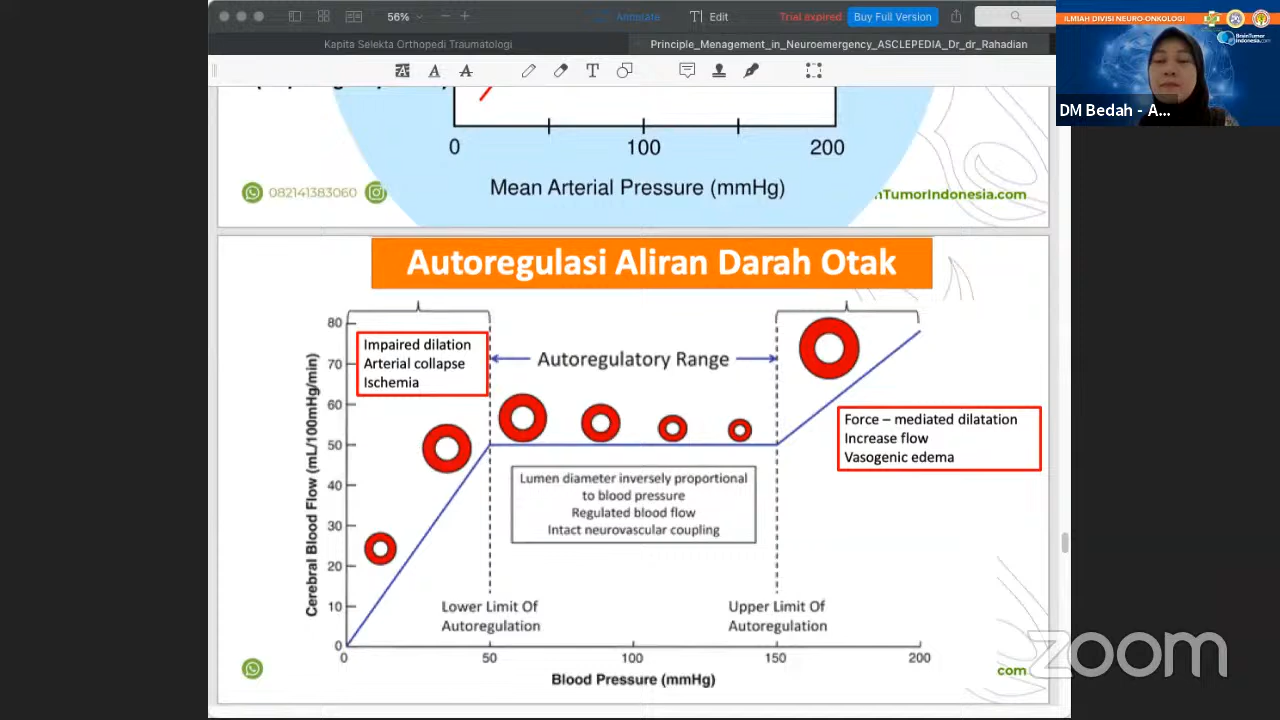 56%
Annotate
Edit
Trial expired
Buy Full Version
Kapita Selekta Orthopedi Traumatologi
Principle_Menagement_in_Neuroemergency_ASCLEPEDIA_Dr_dr_Rahadian
ILMIAH DIVISI NEURO-ONKOLOGI
BrainTumor
Indonesia.com
DM Bedah - A...
0
100
200
Mean Arterial Pressure (mmHg)
082141383060
nTumorIndonesia.com
Autoregulasi Aliran Darah Otak
Cerebral Blood Flow (mL/100mHg/min)
80
70
60
50
40
30
20
10
0
Impaired dilation
Arterial collapse
Ischemia
Autoregulatory Range
Force – mediated dilatation
Increase flow
Vasogenic edema
Lumen diameter inversely proportional
to blood pressure
Regulated blood flow
Intact neurovascular coupling
Lower Limit Of
Autoregulation
Upper Limit Of
Autoregulation
0
50
100
150
200
Blood Pressure (mmHg)
com
zoom